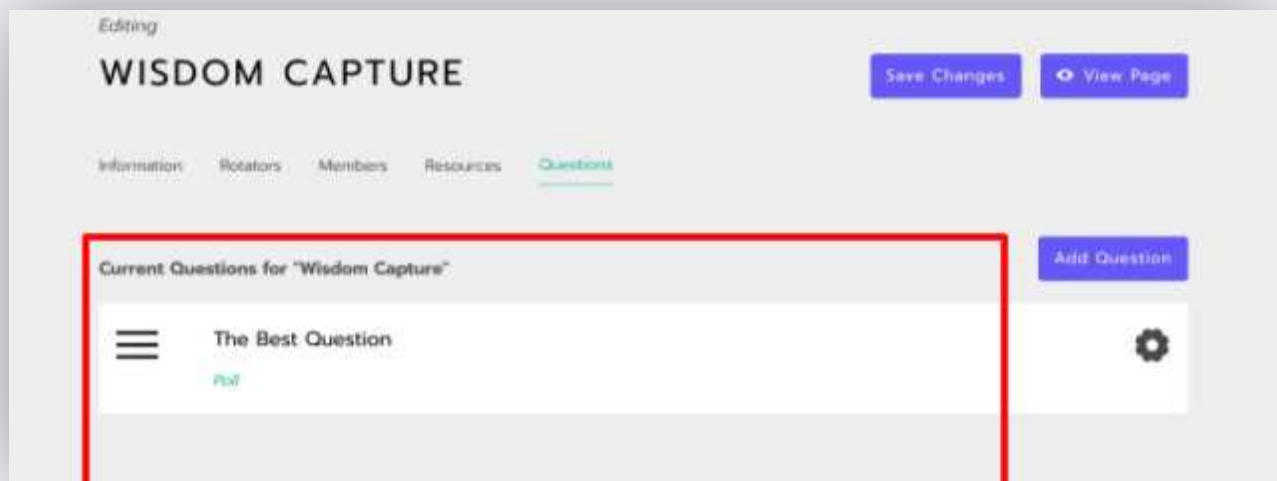 Editing
WISDOM CAPTURE
Save Changes
View Page
Information Rotators Members Resources Questions
Current Questions for "Wisdom Capture"
Add Question
The Best Question
Poll